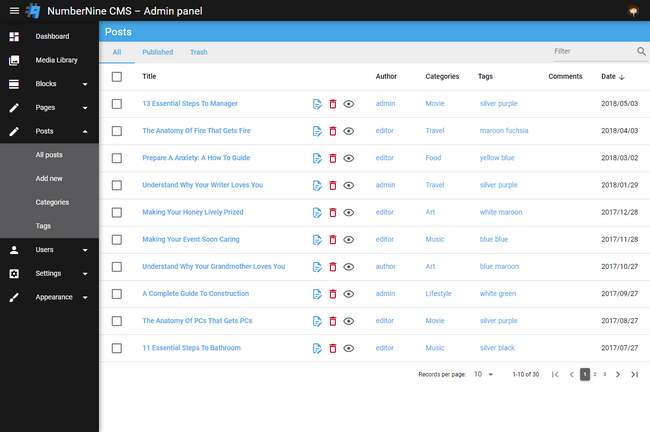 NumberNine CMS – Admin panel
Dashboard
Media Library
Blocks
Pages
Posts
All posts
Add new
Categories
Tags
Users
Settings
Appearance
Posts
All Published Trash Filter
Title Author Categories Tags Comments Date
13 Essential Steps To Manager admin Movie silver purple 2018/05/03
The Anatomy Of Fire That Gets Fire editor Travel maroon fuchsia 2018/04/03
Prepare A Anxiety: A How To Guide editor Food yellow blue 2018/03/02
Understand Why Your Writer Loves You admin Travel silver purple 2018/01/29
Making Your Honey Lively Prized editor Art white maroon 2017/12/28
Making Your Event Soon Caring editor Music blue blue 2017/11/28
Understand Why Your Grandmother Loves You author Art blue maroon 2017/10/27
A Complete Guide To Construction admin Lifestyle white green 2017/09/27
The Anatomy Of PCs That Gets PCs editor Movie silver purple 2017/08/27
11 Essential Steps To Bathroom editor Music silver black 2017/07/27
Records per page: 10 1-10 of 30 1 2 3